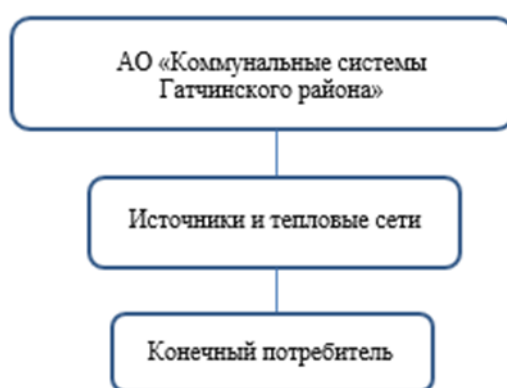 АО «Коммунальные системы
Гатчинского района»
Источники и тепловые сети
Конечный потребитель